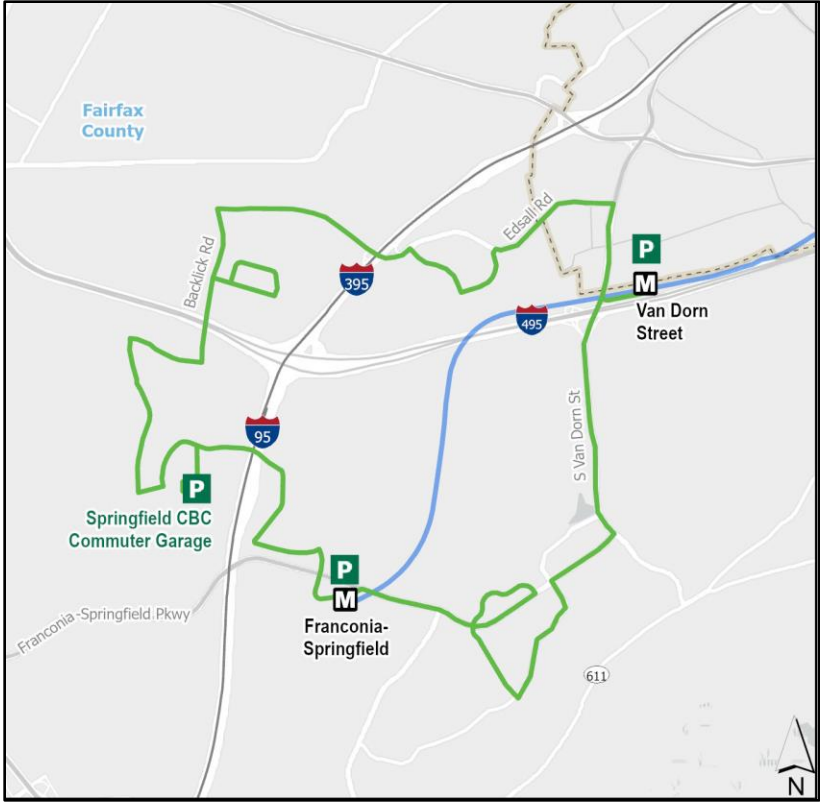 Fairfax
County
Edsall Rd
Backlick Rd
P
395
M
Van Dorn
Street
495
S Van Dorn St
95
P
Springfield CBC
Commuter Garage
P
M
Franconia-Springfield Pkwy
Franconia-
Springfield
611
N